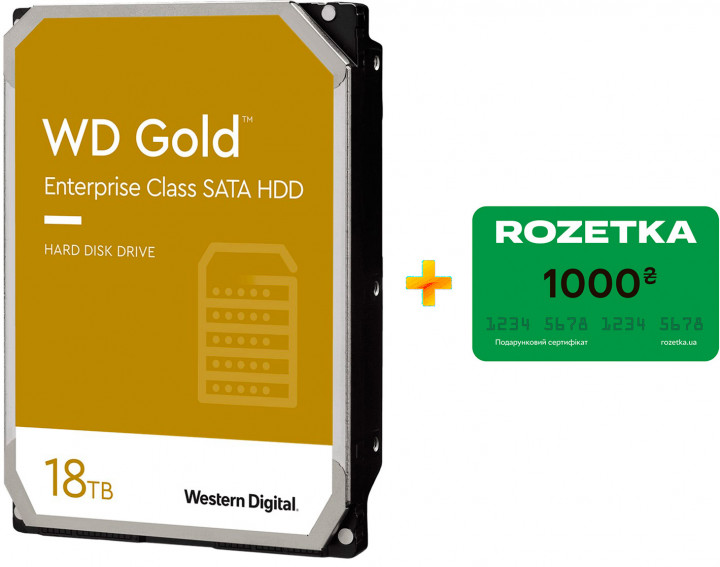 WD Gold™
Enterprise Class SATA HDD
HARD DISK DRIVE
18TB
Western Digital.
ROZETKA
1000₴
1234 5678 1234 5678
Подарунковий сертифікат rozetka.ua